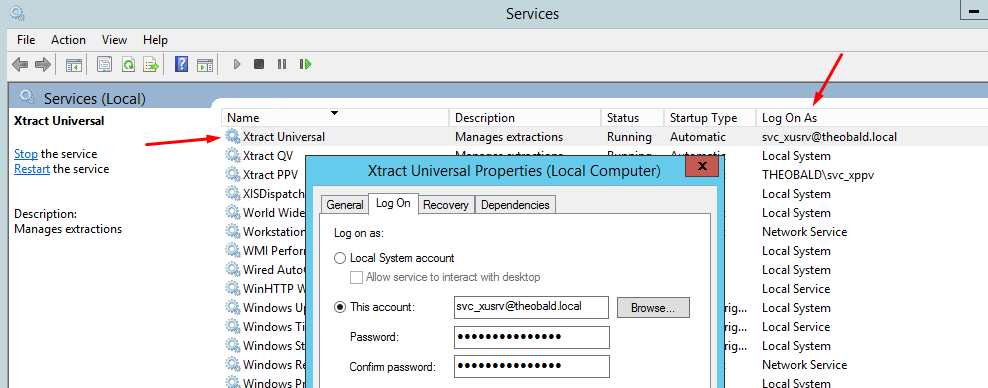 Services
File Action View Help
Services (Local)
Xtract Universal
Stop the service
Restart the service
Description:
Manages extractions
Name Description Status Startup Type Log On As
Xtract Universal Manages extractions Running Automatic svc_xusrv@theobald.local
Xtract QV Manages extractions Running Automatic Local System
Xtract PPV THEOBALD\svc_xppv
XISDispatch Local System
World Wide Local System
Workstation Network Service
WMI Perform Local System
Wired AutoC Local System
WinHTTP W Local Service
Windows Up rig... Local System
Windows Ti rig... Local Service
Windows St rig... Local System
Windows Re Network Service
Windows Pr Local System
Xtract Universal Properties (Local Computer)
x
General Log On Recovery Dependencies
Log on as:
Local System account
Allow service to interact with desktop
This account: svc_xusrv@theobald.local Browse...
Password: •••••••••••••••
Confirm password: •••••••••••••••